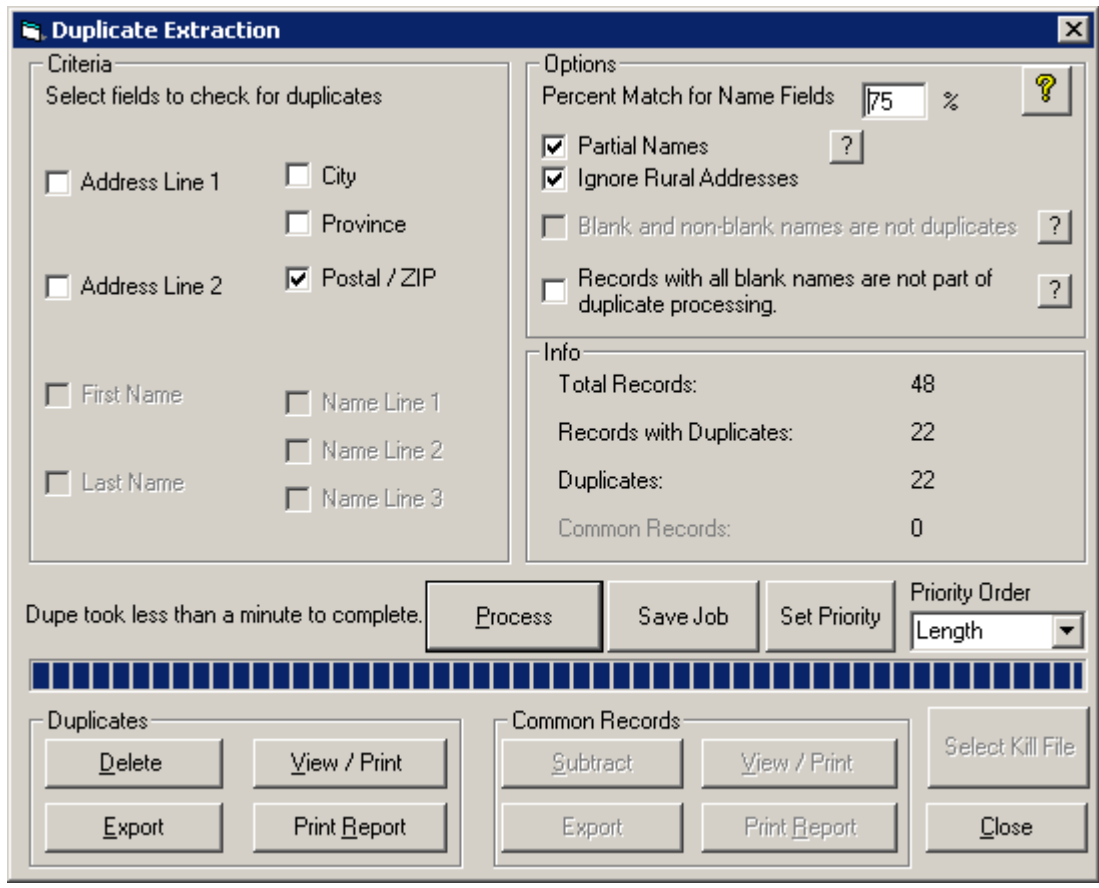 Duplicate Extraction
Criteria
Select fields to check for duplicates
Address Line 1
City
Province
Address Line 2
Postal / ZIP
First Name
Name Line 1
Name Line 2
Last Name
Name Line 3
Options
Percent Match for Name Fields 75 %
?
Partial Names ?
Ignore Rural Addresses
Blank and non-blank names are not duplicates ?
Records with all blank names are not part of
duplicate processing.
?
Info
Total Records: 48
Records with Duplicates: 22
Duplicates: 22
Common Records: 0
Dupe took less than a minute to complete.
Process
Save Job
Set Priority
Priority Order
Length
Duplicates
Delete
View / Print
Export
Print Report
Common Records
Subtract
View / Print
Export
Print Report
Select Kill File
Close